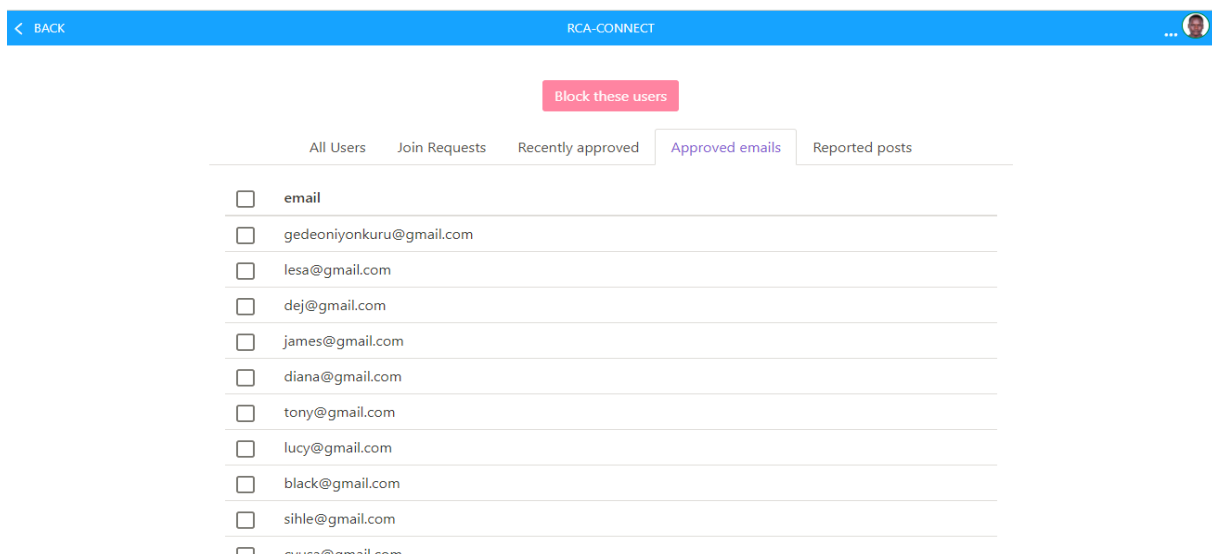 BACK RCA-CONNECT ...
Block these users
All Users Join Requests Recently approved Approved emails Reported posts
email
gedeoniyonkuru@gmail.com
lesa@gmail.com
dej@gmail.com
james@gmail.com
diana@gmail.com
tony@gmail.com
lucy@gmail.com
black@gmail.com
sihle@gmail.com